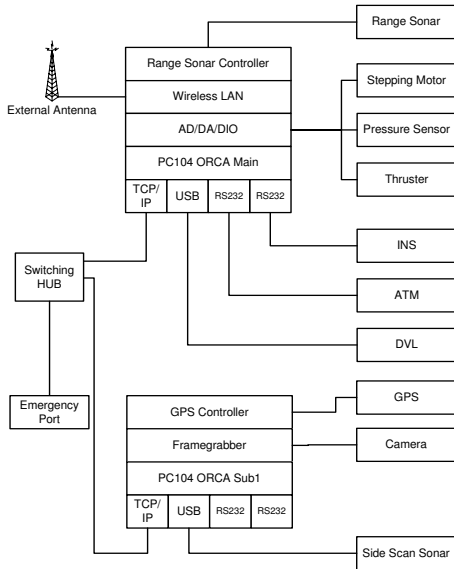 Range Sonar
Range Sonar Controller
Stepping Motor
Wireless LAN
External Antenna
AD/DA/DIO
Pressure Sensor
PC104 ORCA Main
Thruster
TCP/
IP
USB
RS232
RS232
INS
Switching
HUB
ATM
DVL
GPS
Emergency
Port
GPS Controller
Framegrabber
Camera
PC104 ORCA Sub1
TCP/
IP
USB
RS232
RS232
Side Scan Sonar